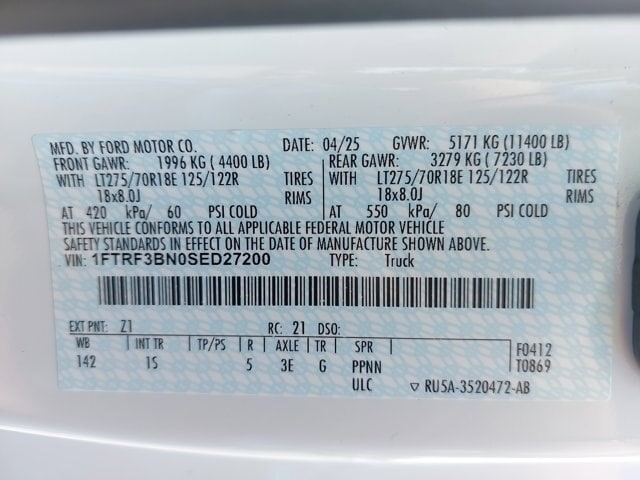 MFD. BY FORD MOTOR CO. DATE: 04/25 GVWR: 5171 KG (11400 LB)
FRONT GAWR: 1996 KG (4400 LB) REAR GAWR: 3279 KG (7230 LB)
WITH LT275/70R18E 125/122R TIRES WITH LT275/70R18E 125/122R TIRES
18x8.0J RIMS 18x8.0J RIMS
AT 420 kPa/ 60 PSI COLD AT 550 kPa/ 80 PSI COLD
THIS VEHICLE CONFORMS TO ALL APPLICABLE FEDERAL MOTOR VEHICLE
SAFETY STANDARDS IN EFFECT ON THE DATE OF MANUFACTURE SHOWN ABOVE.
VIN: 1FTRF3BN0SED27200 TYPE: Truck
EXT PNT: Z1 RC: 21 DSO:
WB INT TR TP/PS R AXLE TR SPR F0412
142 1S 5 3E G PPNN T0869
ULC ▽ RU5A-3520472-AB